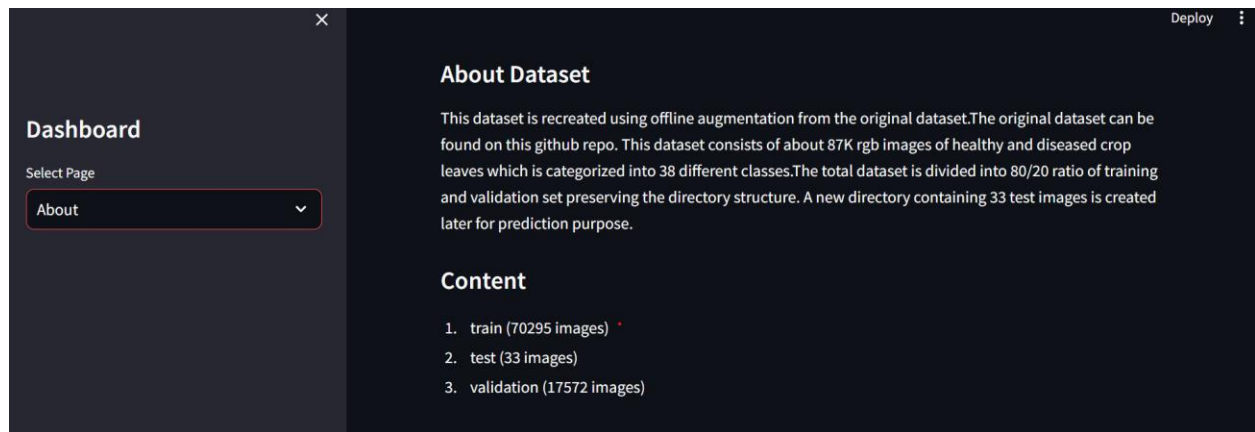 Deploy
Dashboard
Select Page
About
About Dataset
This dataset is recreated using offline augmentation from the original dataset.The original dataset can be
found on this github repo. This dataset consists of about 87K rgb images of healthy and diseased crop
leaves which is categorized into 38 different classes.The total dataset is divided into 80/20 ratio of training
and validation set preserving the directory structure. A new directory containing 33 test images is created
later for prediction purpose.
Content
1. train (70295 images)
2. test (33 images)
3. validation (17572 images)